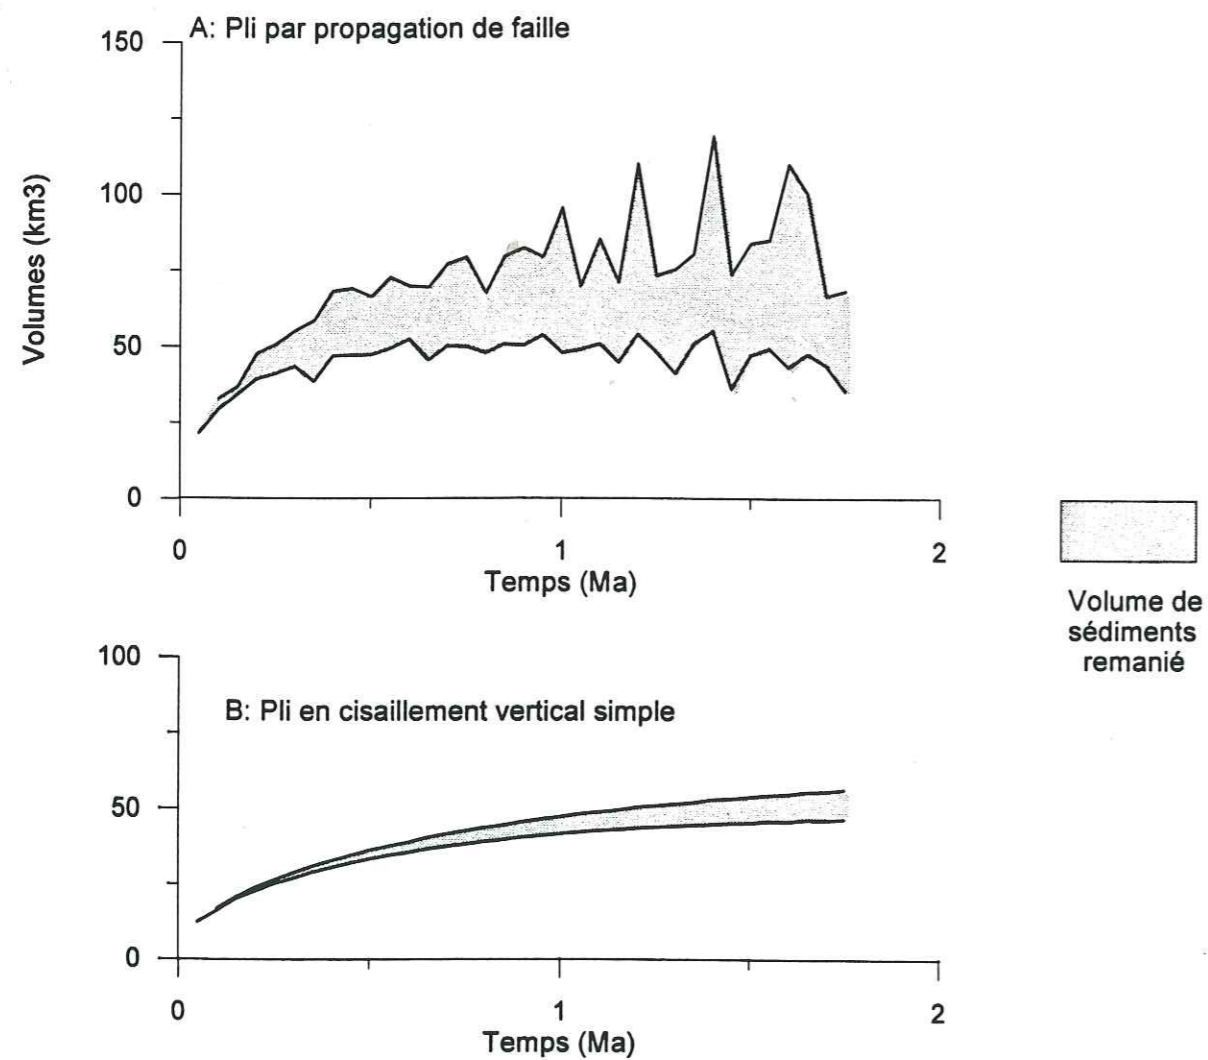 A: Pli par propagation de faille
150
100
50
0
Volumes (km3)
0
1
2
Temps (Ma)
Volume de
sédiments
remanié
100
B: Pli en cisaillement vertical simple
50
0
0
1
2
Temps (Ma)